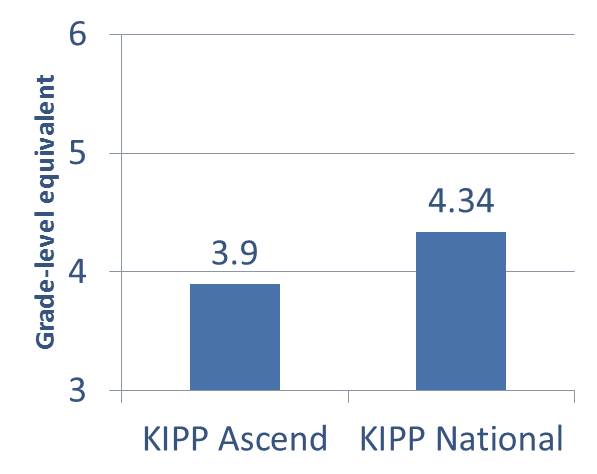 6
5
4
3
Grade-level equivalent
3.9
4.34
KIPP Ascend
KIPP National